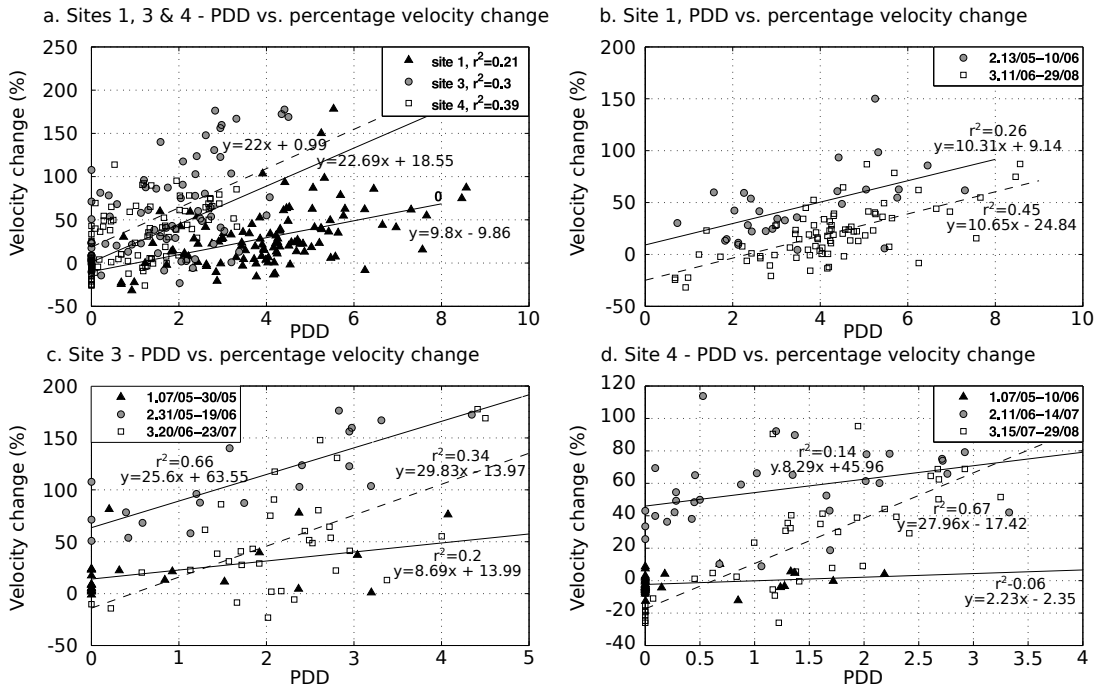 a. Sites 1, 3 & 4 - PDD vs. percentage velocity change
Velocity change (%)
250
200
150
100
50
0
-50
0 2 4 6 8 10
PDD
site 1, r²=0.21
site 3, r²=0.3
site 4, r²=0.39
y=22x + 0.99
y=22.69x + 18.55
0
y=9.8x - 9.86
b. Site 1, PDD vs. percentage velocity change
Velocity change (%)
200
150
100
50
0
-50
0 2 4 6 8 10
PDD
2.13/05−10/06
3.11/06−29/08
r²=0.26
y=10.31x + 9.14
r²=0.45
y=10.65x - 24.84
c. Site 3 - PDD vs. percentage velocity change
Velocity change (%)
200
150
100
50
0
-50
0 1 2 3 4 5
PDD
1.07/05−30/05
2.31/05−19/06
3.20/06−23/07
r²=0.66
y=25.6x + 63.55
r²=0.34
y=29.83x - 13.97
r²=0.2
y=8.69x + 13.99
d. Site 4 - PDD vs. percentage velocity change
Velocity change (%)
120
100
80
60
40
20
0
-20
-40
0 0.5 1 1.5 2 2.5 3 3.5 4
PDD
1.07/05−10/06
2.11/06−14/07
3.15/07−29/08
r²=0.14
y.8.29x +45.96
r²=0.67
y=27.96x - 17.42
r²-0.06
y=2.23x - 2.35